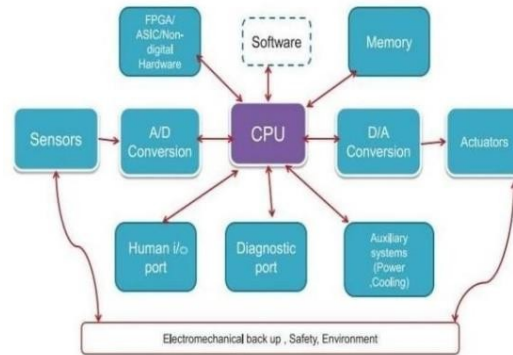 FPGA/
ASIC/Non-
digital
Hardware
Software
Memory
Sensors
A/D
Conversion
CPU
D/A
Conversion
Actuators
Human i/o
port
Diagnostic
port
Auxiliary
systems
(Power
,Cooling)
Electromechanical back up , Safety, Environment